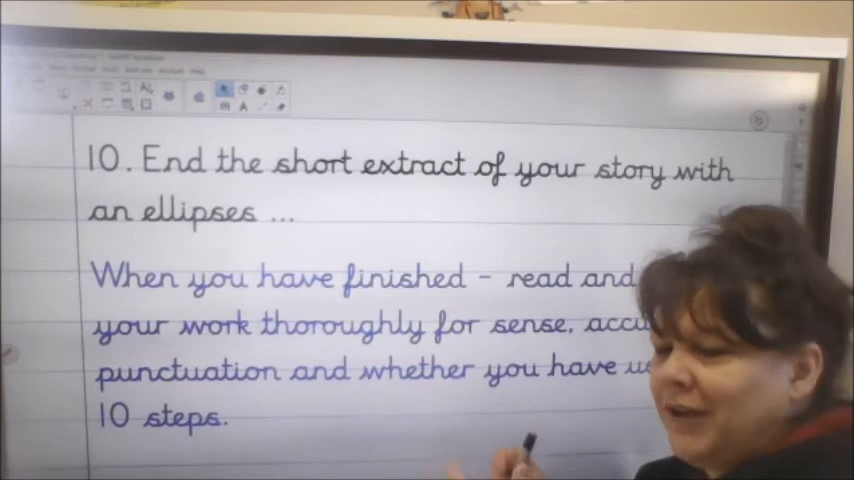 10. End the short extract of your story with
an ellipses ...
When you have finished - read and
your work thoroughly for sense,
punctuation and whether you have
10 steps.